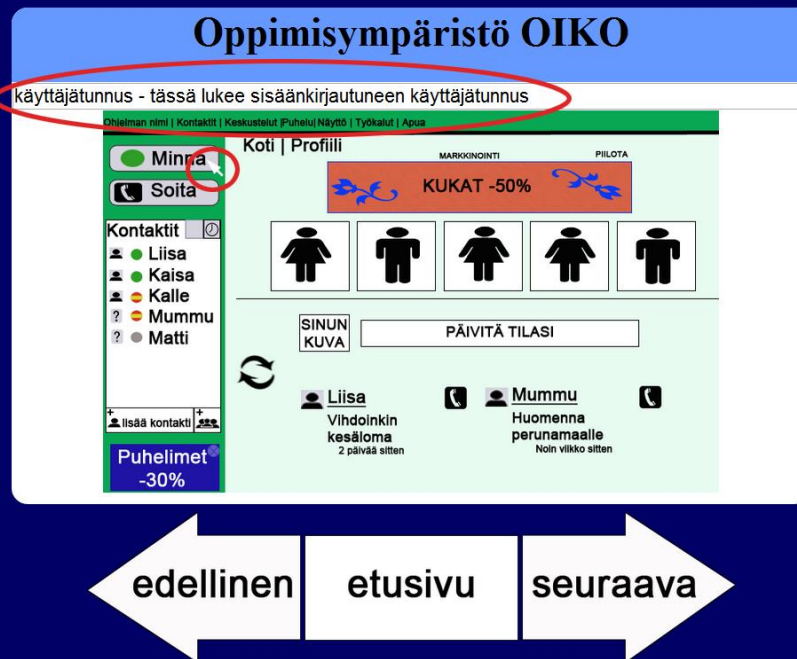 Oppimisympäristö OIKO
käyttäjätunnus - tässä lukee sisäänkirjautuneen käyttäjätunnus
Ohjelman nimi | Kontaktit | Keskustelut |Puhelu| Näyttö | Työkalut | Apua
Minna
Soita
Kontaktit
Liisa
Kaisa
Kalle
? Mummu
? Matti
+ lisää kontakti +
Puhelimet
-30%
Koti | Profiili
MARKKINOINTI PIILOTA
KUKAT -50%
SINUN
KUVA
PÄIVITÄ TILASI
Liisa
Vihdoinkin
kesäloma
2 päivää sitten
Mummu
Huomenna
perunamaalle
Noin viikko sitten
edellinen etusivu seuraava